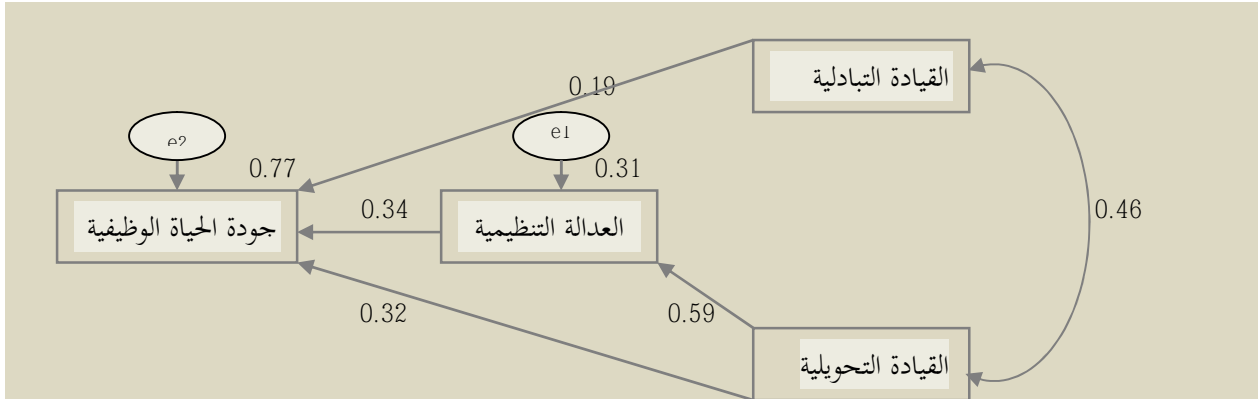 القيادة التبادلية
0.19
e1
e2
0.77
0.31
0.34
0.46
جودة الحياة الوظيفية
العدالة التنظيمية
0.32
0.59
القيادة التحويلية